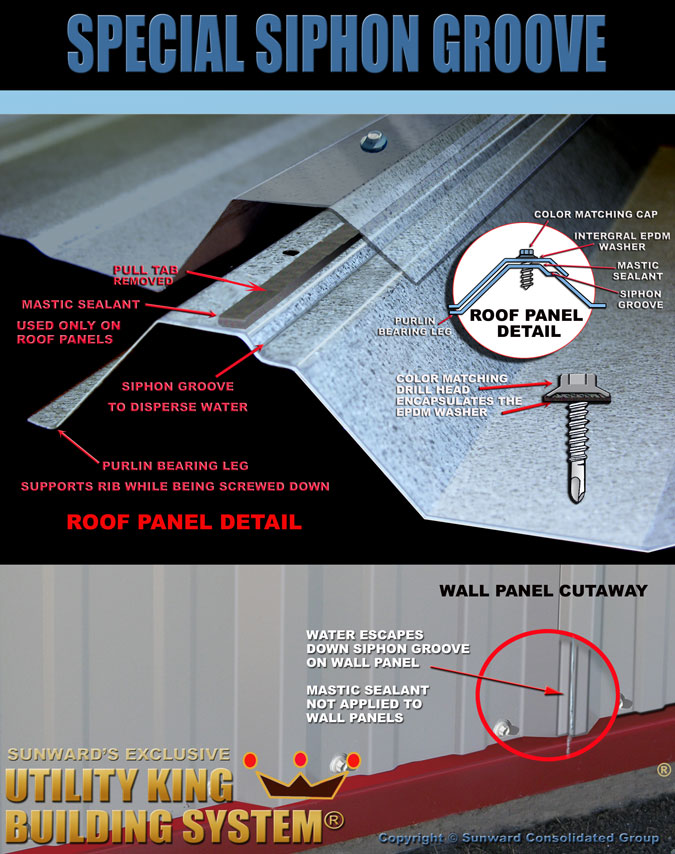 SPECIAL SIPHON GROOVE
COLOR MATCHING CAP
INTERGRAL EPDM
WASHER
MASTIC
SEALANT
SIPHON
GROOVE
PURLIN
BEARING LEG
ROOF PANEL
DETAIL
PULL TAB
REMOVED
MASTIC SEALANT
USED ONLY ON
ROOF PANELS
SIPHON GROOVE
TO DISPERSE WATER
COLOR MATCHING
DRILL HEAD
ENCAPSULATES THE
EPDM WASHER
PURLIN BEARING LEG
SUPPORTS RIB WHILE BEING SCREWED DOWN
ROOF PANEL DETAIL
WALL PANEL CUTAWAY
WATER ESCAPES
DOWN SIPHON GROOVE
ON WALL PANEL
MASTIC SEALANT
NOT APPLIED TO
WALL PANELS
SUNWARD'S EXCLUSIVE
UTILITY KING
®
BUILDING SYSTEM®
Copyright © Sunward Consolidated Group